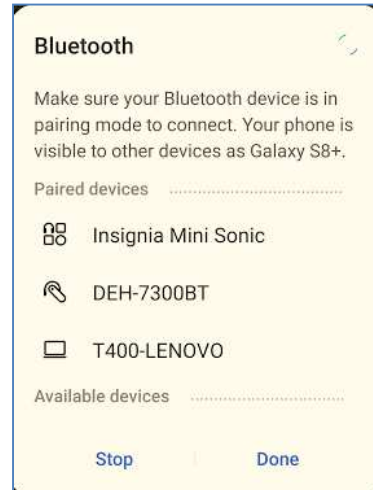 Bluetooth
Make sure your Bluetooth device is in
pairing mode to connect. Your phone is
visible to other devices as Galaxy S8+.
Paired devices
Insignia Mini Sonic
DEH-7300BT
T400-LENOVO
Available devices
Stop Done